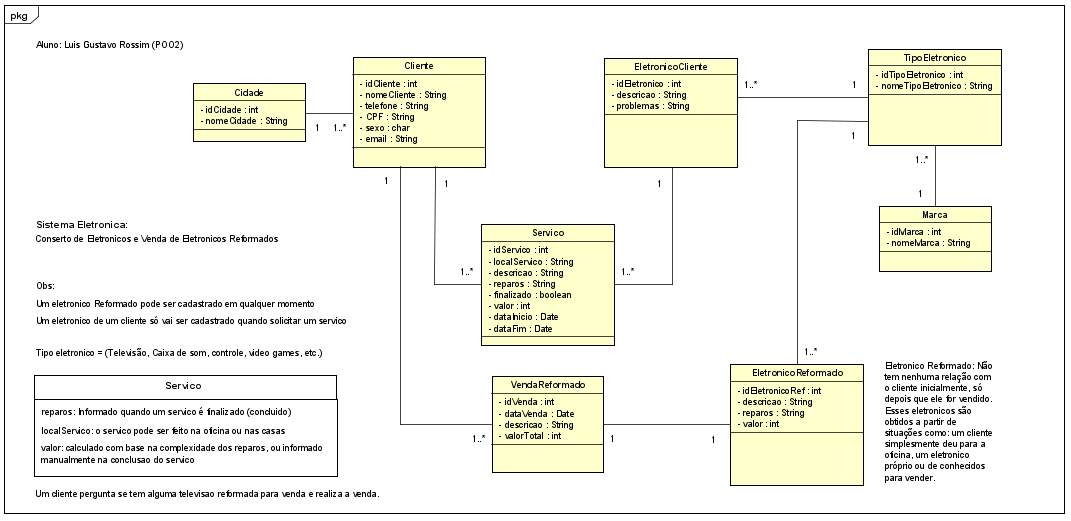 pkg
Aluno: Luis Gustavo Rossim (POO2)
Cidade
- idCidade : int
- nomeCidade : String
1
1..*
Cliente
- idCliente : int
- nomeCliente : String
- telefone : String
- CPF : String
- sexo : char
- email : String
EletronicoCliente
- idEletronico : int
- descricao : String
- problemas : String
1..*
1
TipoEletronico
- idTipoEletronico : int
- nomeTipoEletronico : String
1
1
1
1
1..*
1
Marca
- idMarca : int
- nomeMarca : String
Sistema Eletronica:
Conserto de Eletronicos e Venda de Eletronicos Reformados
Servico
- idServico : int
- localServico : String
- descricao : String
- reparos : String
- finalizado : boolean
- valor : int
- dataInicio : Date
- dataFim : Date
1..*
1..*
Obs:
Um eletronico Reformado pode ser cadastrado em qualquer momento
Um eletronico de um cliente só vai ser cadastrado quando solicitar um servico
Tipo eletronico = (Televisão, Caixa de som, controle, video games, etc.)
Servico
reparos: Informado quando um servico é finalizado (concluido)
localServico: o servico pode ser feito na oficina ou nas casas
valor: calculado com base na complexidade dos reparos, ou informado
manualmente na conclusao do servico
Um cliente pergunta se tem alguma televisao reformada para venda e realiza a venda.
VendaReformado
- idVenda : int
- dataVenda : Date
- descricao : String
- valorTotal : int
1..*
1
1
1..*
EletronicoReformado
- idEletronicoRef : int
- descricao : String
- reparos : String
- valor : int
Eletronico Reformado: Não
tem nenhuma relação com
o cliente inicialmente, só
depois que ele for vendido.
Esses eletronicos são
obtidos a partir de
situações como: um cliente
simplesmente deu para a
oficina, um eletronico
próprio ou de conhecidos
para vender.